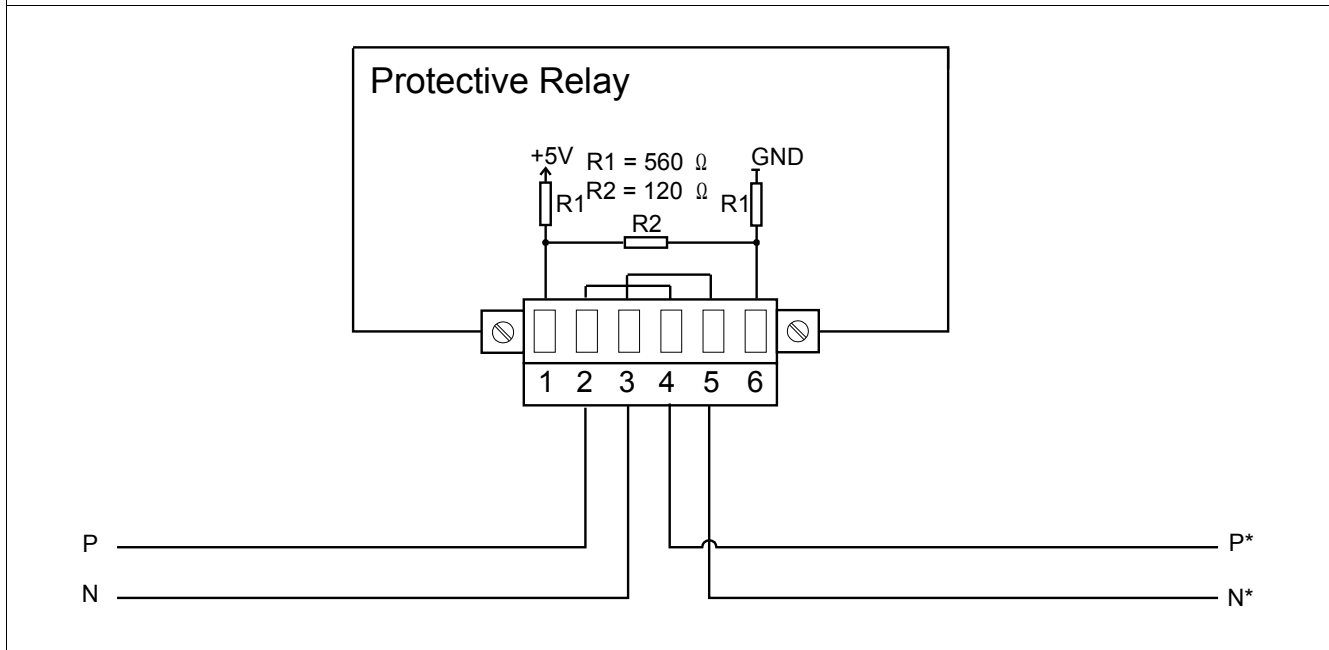 Protective Relay
+5V R1 = 560 Ω GND
R2 = 120 Ω
R1 R1
R2
1 2 3 4 5 6
P P*
N N*